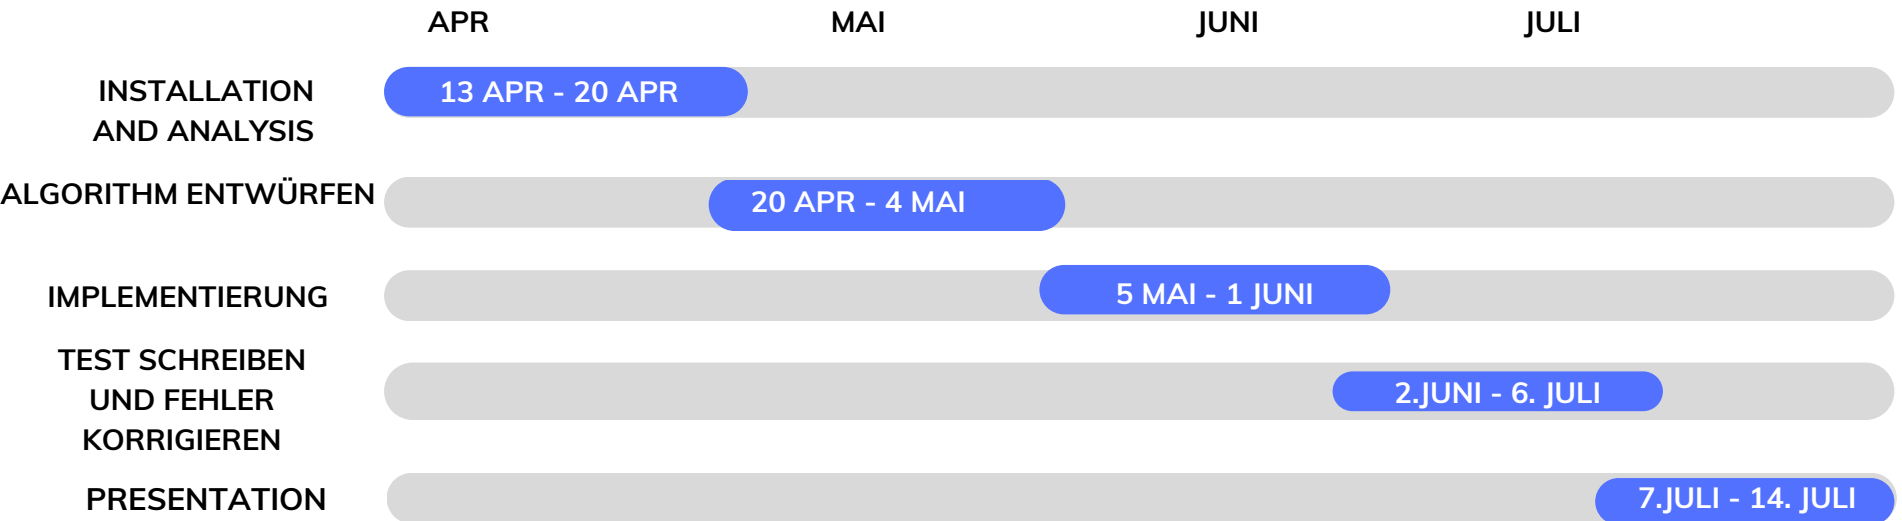 APR MAI JUNI JULI
INSTALLATION
AND ANALYSIS
13 APR - 20 APR
ALGORITHM ENTWÜRFEN
20 APR - 4 MAI
IMPLEMENTIERUNG
5 MAI - 1 JUNI
TEST SCHREIBEN
UND FEHLER
KORRIGIEREN
2.JUNI - 6. JULI
PRESENTATION
7.JULI - 14. JULI